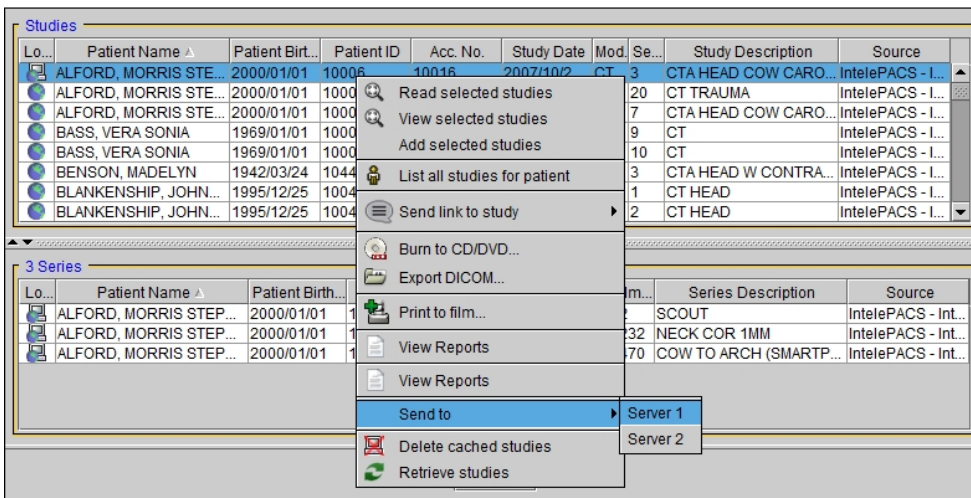 Studies
Lo... Patient Name Patient Birt... Patient ID Acc. No. Study Date Mod. Se... Study Description Source
ALFORD, MORRIS STE... 2000/01/01 10006 10016 2007/10/2 CT 3 CTA HEAD COW CARO... IntelePACS - I...
ALFORD, MORRIS STE... 2000/01/01 1000 20 CT TRAUMA IntelePACS - I...
ALFORD, MORRIS STE... 2000/01/01 1000 7 CTA HEAD COW CARO... IntelePACS - I...
BASS, VERA SONIA 1969/01/01 1000 9 CT IntelePACS - I...
BASS, VERA SONIA 1969/01/01 1000 10 CT IntelePACS - I...
BENSON, MADELYN 1942/03/24 1044 3 CTA HEAD W CONTRA... IntelePACS - I...
BLANKENSHIP, JOHN... 1995/12/25 1004 1 CT HEAD IntelePACS - I...
BLANKENSHIP, JOHN... 1995/12/25 1004 2 CT HEAD IntelePACS - I...
Read selected studies
View selected studies
Add selected studies
List all studies for patient
Send link to study
Burn to CD/DVD...
Export DICOM...
Print to film...
View Reports
View Reports
Send to
Delete cached studies
Retrieve studies
Server 1
Server 2
3 Series
Lo... Patient Name Patient Birth... Im... Series Description Source
ALFORD, MORRIS STEP... 2000/01/01 1 2 SCOUT IntelePACS - Int...
ALFORD, MORRIS STEP... 2000/01/01 1 232 NECK COR 1MM IntelePACS - Int...
ALFORD, MORRIS STEP... 2000/01/01 1 470 COW TO ARCH (SMARTP... IntelePACS - Int...